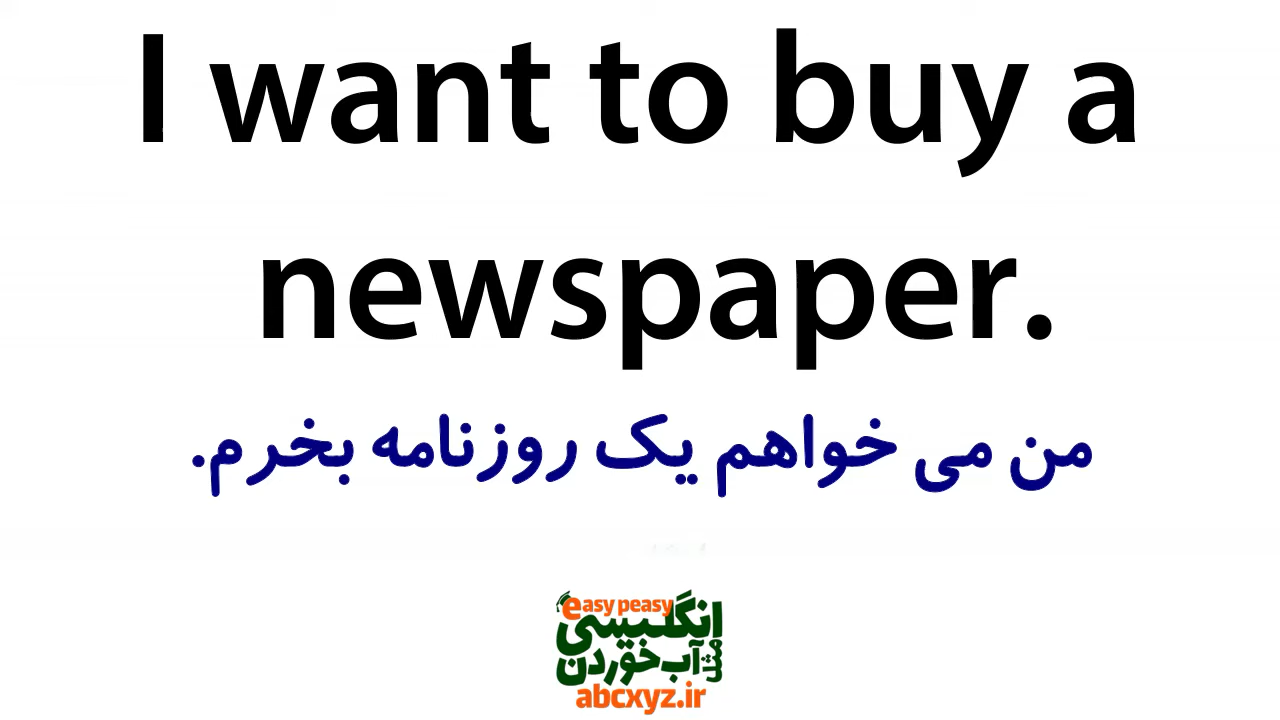 I want to buy a
newspaper.
من می خواهم یک روزنامه بخرم.
easy peasy
انگلیسی
مثل آب خوردن
abcxyz.ir